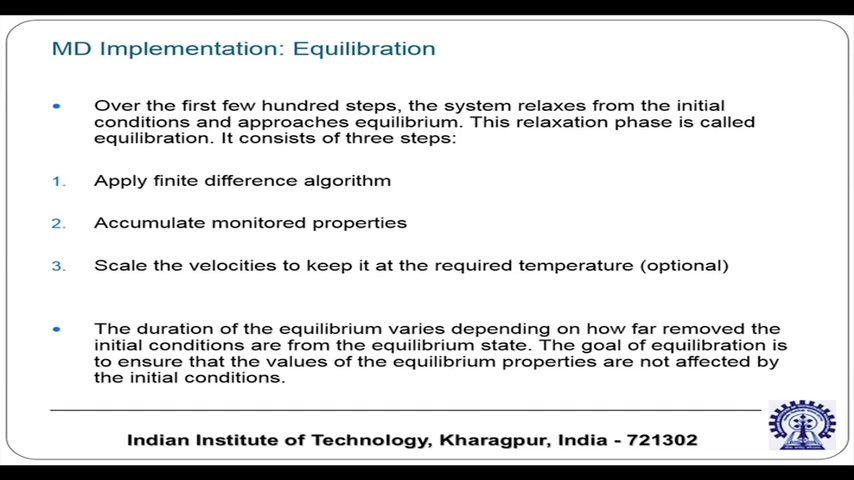 MD Implementation: Equilibration
• Over the first few hundred steps, the system relaxes from the initial
conditions and approaches equilibrium. This relaxation phase is called
equilibration. It consists of three steps:
1. Apply finite difference algorithm
2. Accumulate monitored properties
3. Scale the velocities to keep it at the required temperature (optional)
• The duration of the equilibrium varies depending on how far removed the
initial conditions are from the equilibrium state. The goal of equilibration is
to ensure that the values of the equilibrium properties are not affected by
the initial conditions.
Indian Institute of Technology, Kharagpur, India - 721302